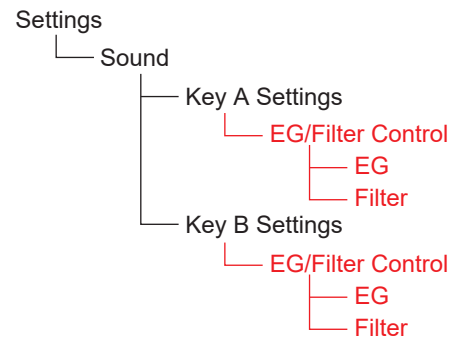 Settings
Sound
Key A Settings
EG/Filter Control
EG
Filter
Key B Settings
EG/Filter Control
EG
Filter